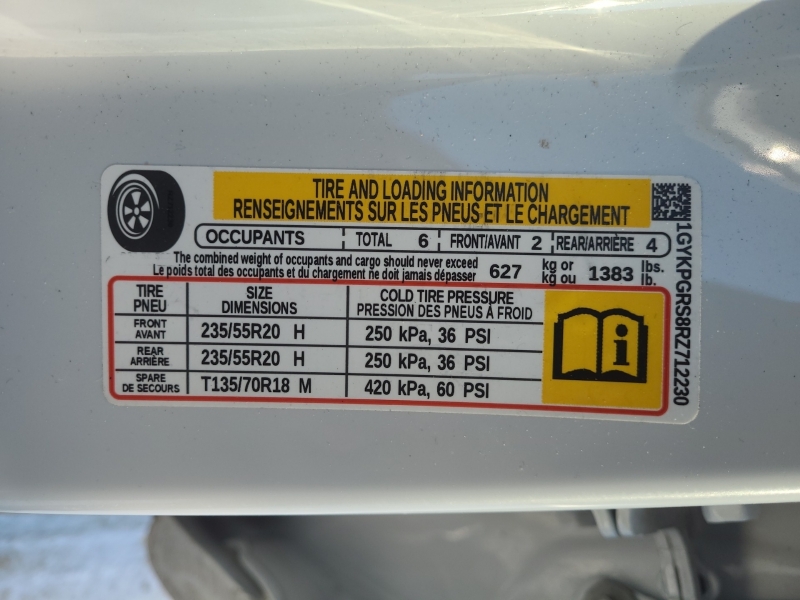 TIRE AND LOADING INFORMATION
RENSEIGNEMENTS SUR LES PNEUS ET LE CHARGEMENT
OCCUPANTS TOTAL 6 FRONT/AVANT 2 REAR/ARRIÈRE 4
The combined weight of occupants and cargo should never exceed
Le poids total des occupants et du chargement ne doit jamais dépasser
627 kg or
kg ou
1383 lbs.
lb.
TIRE
PNEU
SIZE
DIMENSIONS
COLD TIRE PRESSURE
PRESSION DES PNEUS À FROID
FRONT
AVANT
235/55R20 H
250 kPa, 36 PSI
REAR
ARRIÈRE
235/55R20 H
250 kPa, 36 PSI
SPARE
DE SECOURS
T135/70R18 M
420 kPa, 60 PSI
i
1GYKPGRS8RZ712230